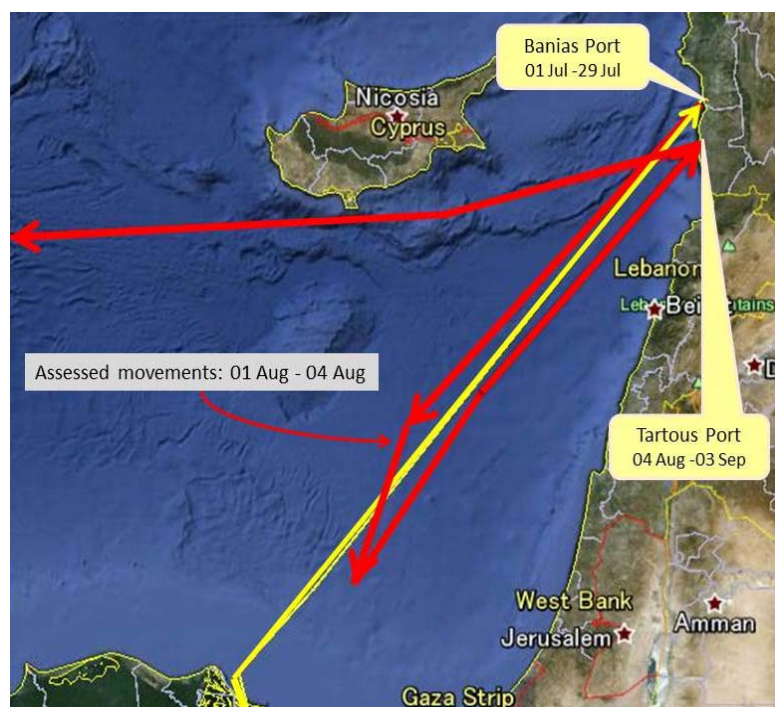 Banias Port
01 Jul -29 Jul
Nicosia
Cyprus
Lebanon
Assessed movements: 01 Aug - 04 Aug
Tartous Port
04 Aug -03 Sep
West Bank
Jerusalem
Amman
Gaza Strip